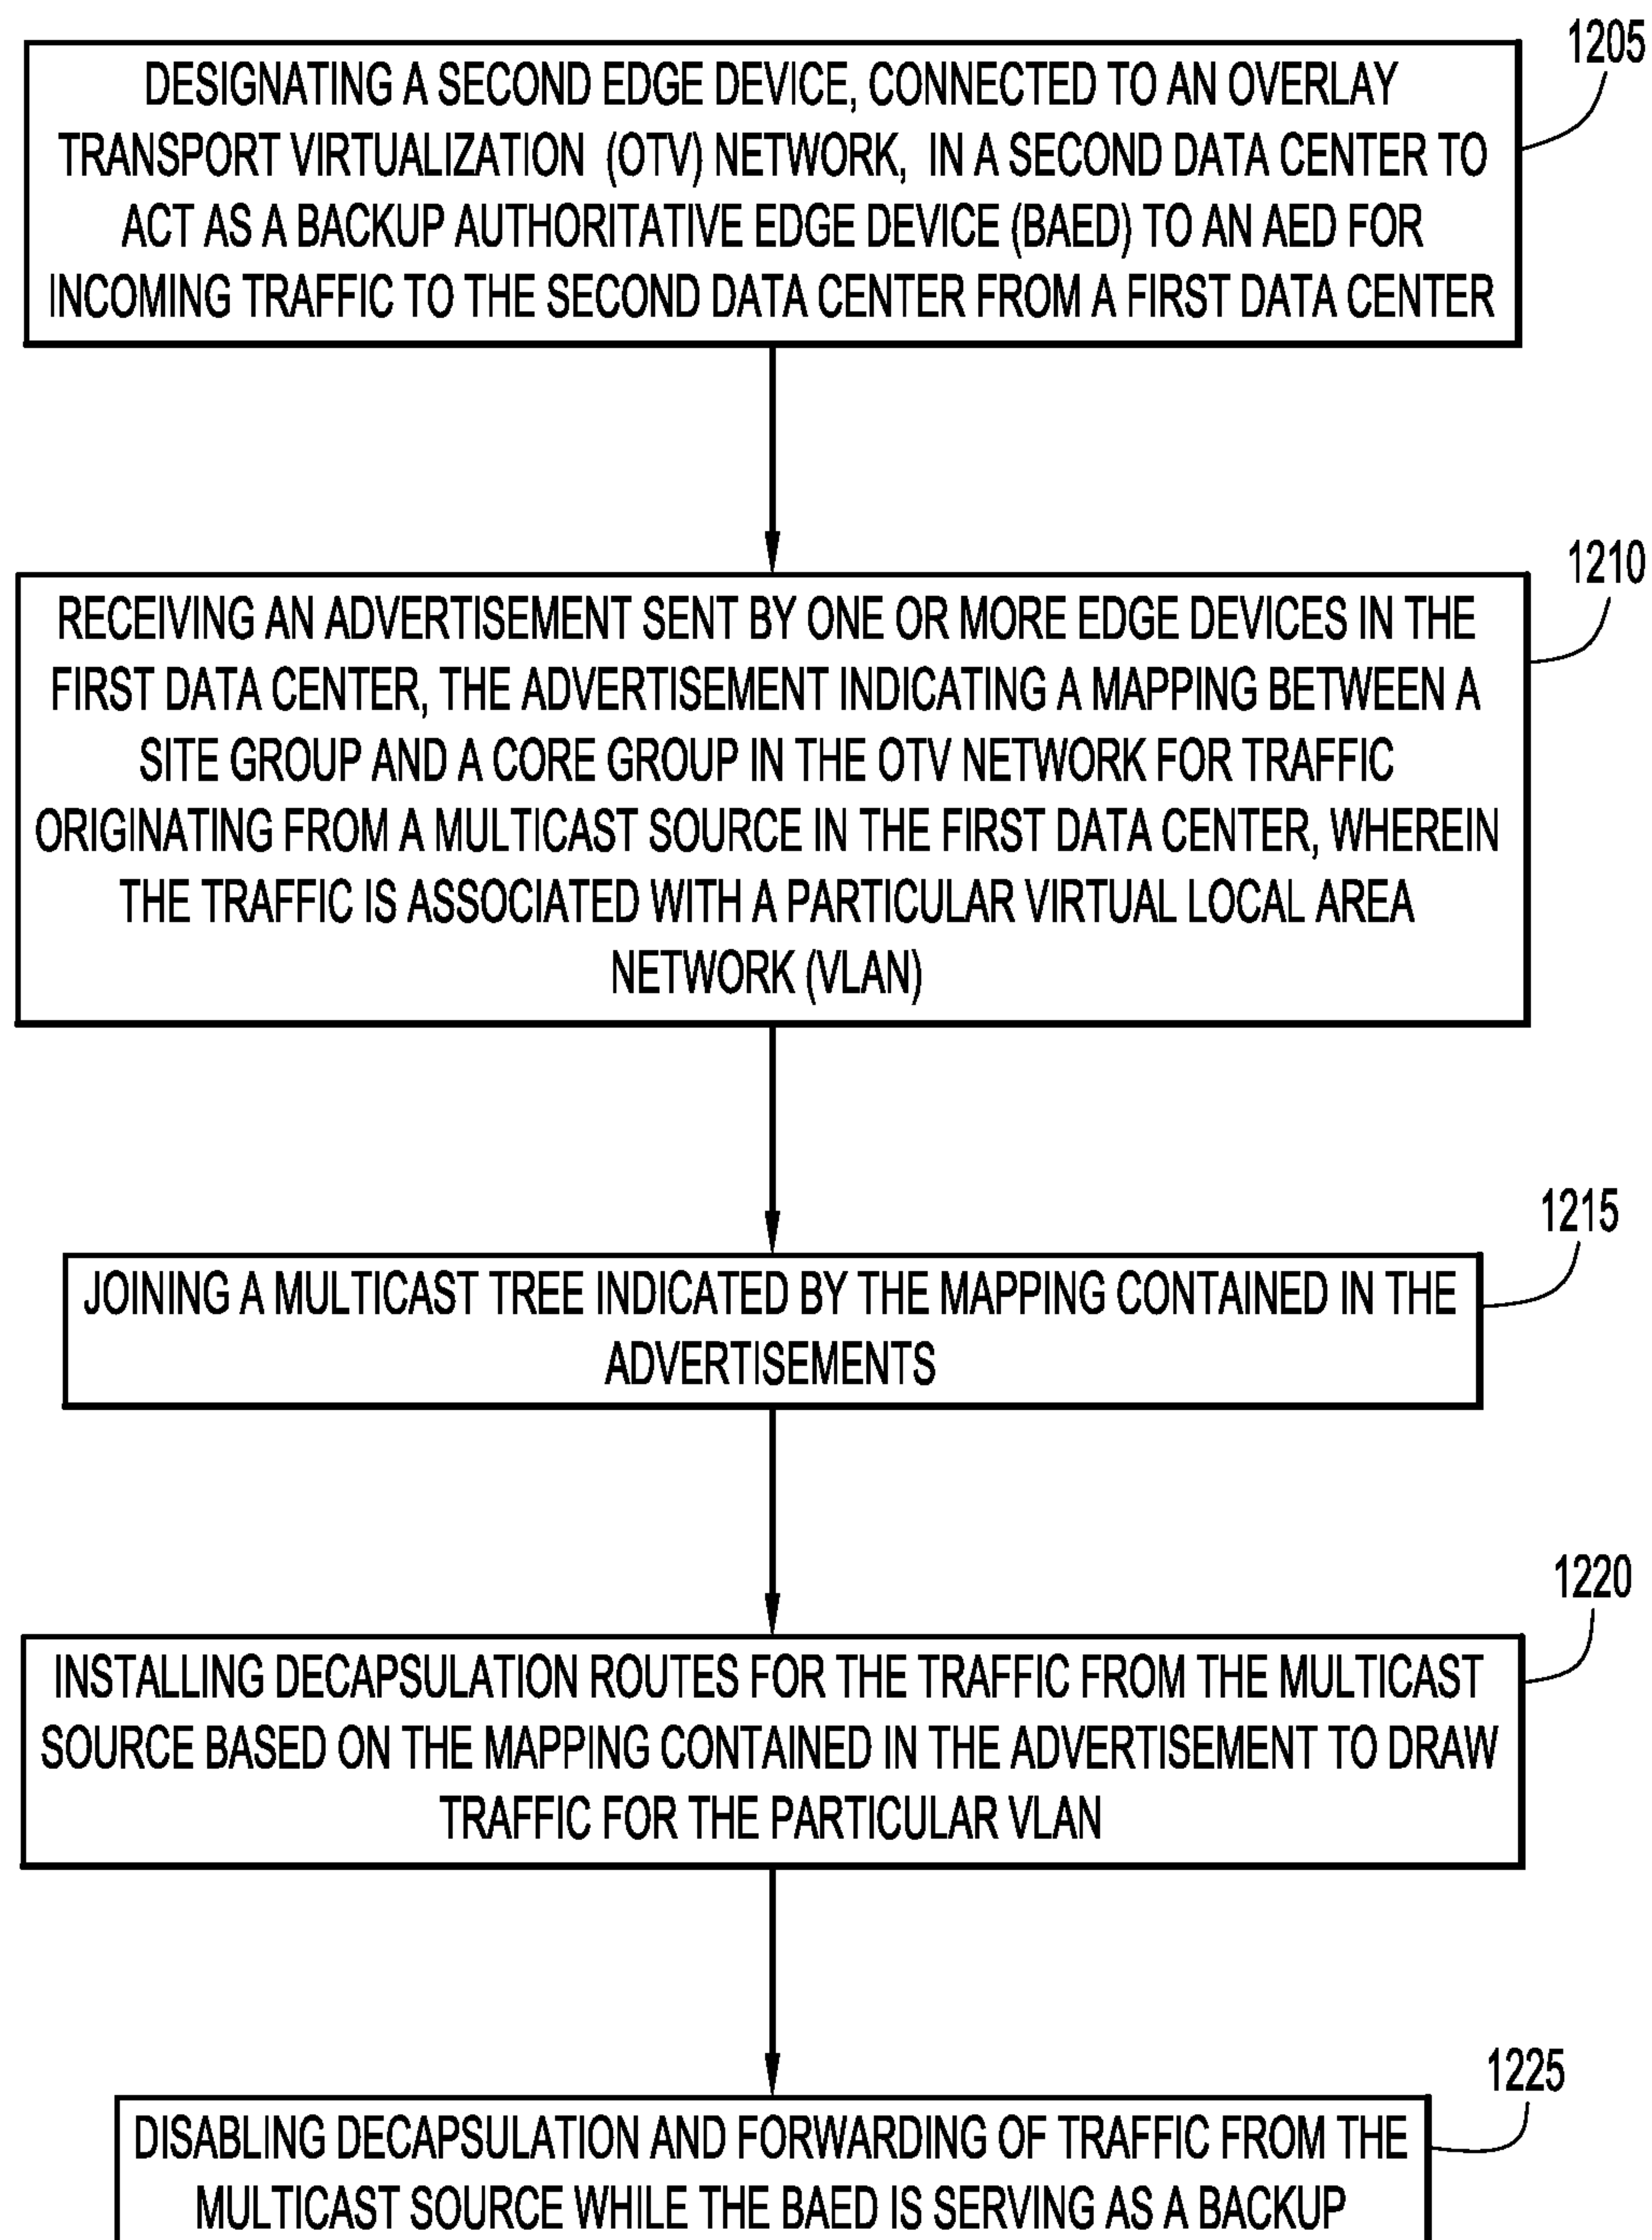 1205
DESIGNATING A SECOND EDGE DEVICE, CONNECTED TO AN OVERLAY
TRANSPORT VIRTUALIZATION (OTV) NETWORK, IN A SECOND DATA CENTER TO
ACT AS A BACKUP AUTHORITATIVE EDGE DEVICE (BAED) TO AN AED FOR
INCOMING TRAFFIC TO THE SECOND DATA CENTER FROM A FIRST DATA CENTER
1210
RECEIVING AN ADVERTISEMENT SENT BY ONE OR MORE EDGE DEVICES IN THE
FIRST DATA CENTER, THE ADVERTISEMENT INDICATING A MAPPING BETWEEN A
SITE GROUP AND A CORE GROUP IN THE OTV NETWORK FOR TRAFFIC
ORIGINATING FROM A MULTICAST SOURCE IN THE FIRST DATA CENTER, WHEREIN
THE TRAFFIC IS ASSOCIATED WITH A PARTICULAR VIRTUAL LOCAL AREA
NETWORK (VLAN)
1215
JOINING A MULTICAST TREE INDICATED BY THE MAPPING CONTAINED IN THE
ADVERTISEMENTS
1220
INSTALLING DECAPSULATION ROUTES FOR THE TRAFFIC FROM THE MULTICAST
SOURCE BASED ON THE MAPPING CONTAINED IN THE ADVERTISEMENT TO DRAW
TRAFFIC FOR THE PARTICULAR VLAN
1225
DISABLING DECAPSULATION AND FORWARDING OF TRAFFIC FROM THE
MULTICAST SOURCE WHILE THE BAED IS SERVING AS A BACKUP